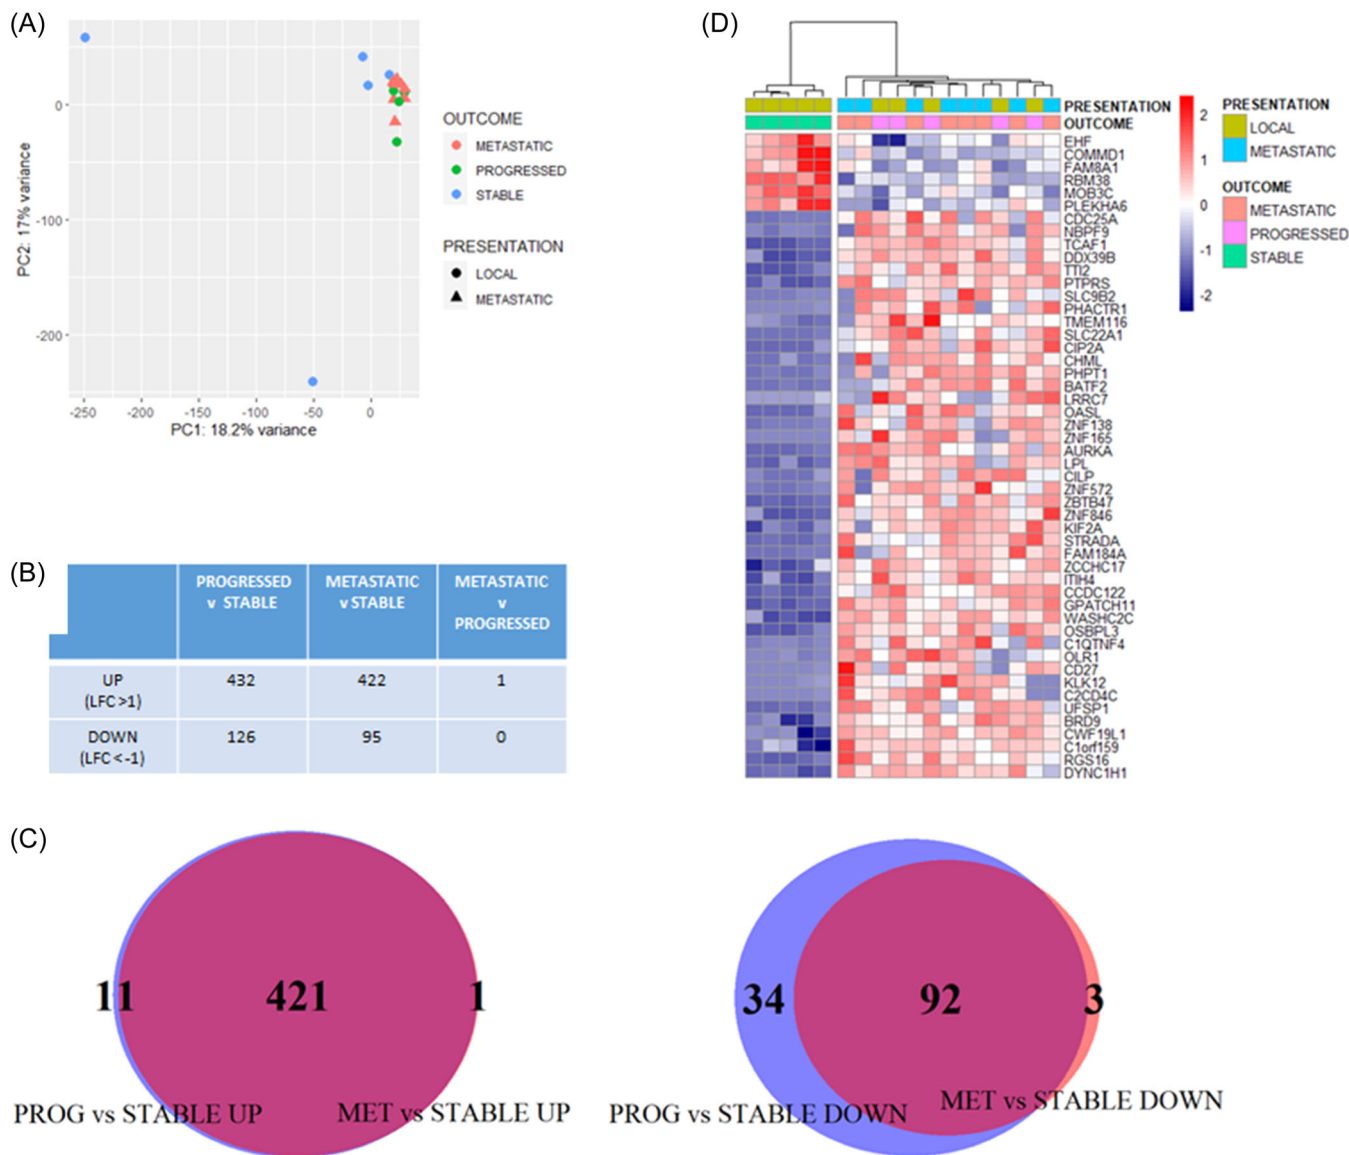 (A)
0
-100
-200
PC2: 17% variance
-250
-200
-150
-100
-50
0
PC1: 18.2% variance
OUTCOME
METASTATIC
PROGRESSED
STABLE
PRESENTATION
LOCAL
METASTATIC
(B)
PROGRESSED
v STABLE
METASTATIC
v STABLE
METASTATIC
v
PROGRESSED
UP
(LFC >1)
432
422
1
DOWN
(LFC < -1)
126
95
0
(C)
11
421
1
PROG vs STABLE UP
MET vs STABLE UP
34
92
3
PROG vs STABLE DOWN
MET vs STABLE DOWN
(D)
PRESENTATION
OUTCOME
EHF
COMMD1
FAM8A1
RBM38
MOB3C
PLEKHA6
CDC25A
NBPF9
TCAF1
DDX39B
TTI2
PTPRS
SLC9B2
PHACTR1
TMEM116
SLC22A1
CIP2A
CHML
PHPT1
BATF2
LRRC7
OASL
ZNF138
ZNF165
AURKA
LPL
CILP
ZNF572
ZBTB47
ZNF846
KIF2A
STRADA
FAM184A
ZCCHC17
ITIH4
CCDC122
GPATCH11
WASHC2C
OSBPL3
C1QTNF4
OLR1
CD27
KLK12
C2CD4C
UFSP1
BRD9
CWF19L1
C1orf159
RGS16
DYNC1H1
2
1
0
-1
-2
PRESENTATION
LOCAL
METASTATIC
OUTCOME
METASTATIC
PROGRESSED
STABLE